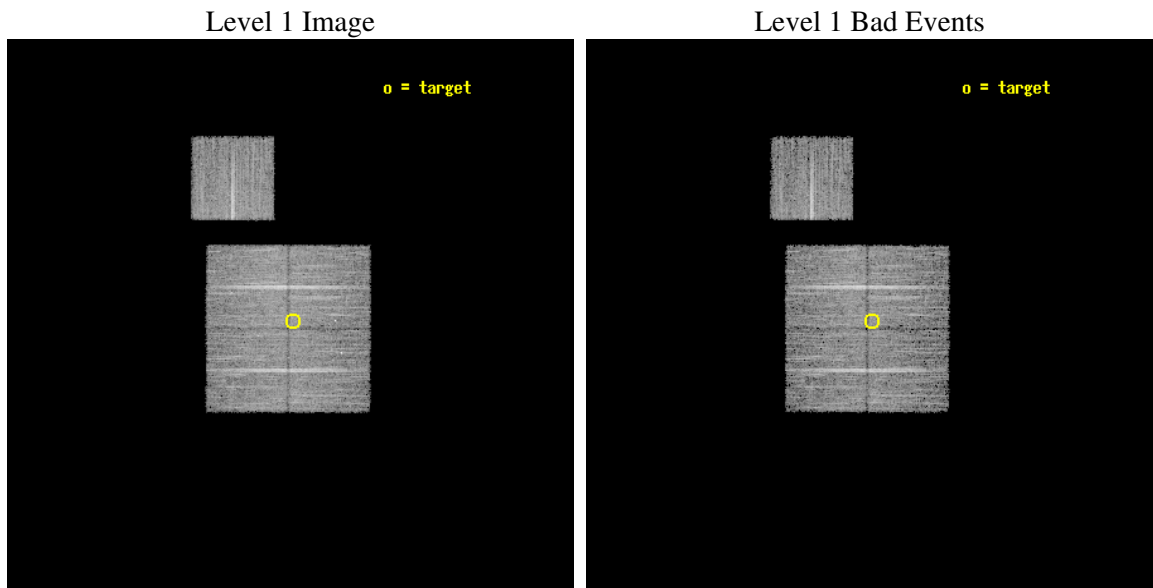 Level 1 Image
Level 1 Bad Events
o = target
o = target